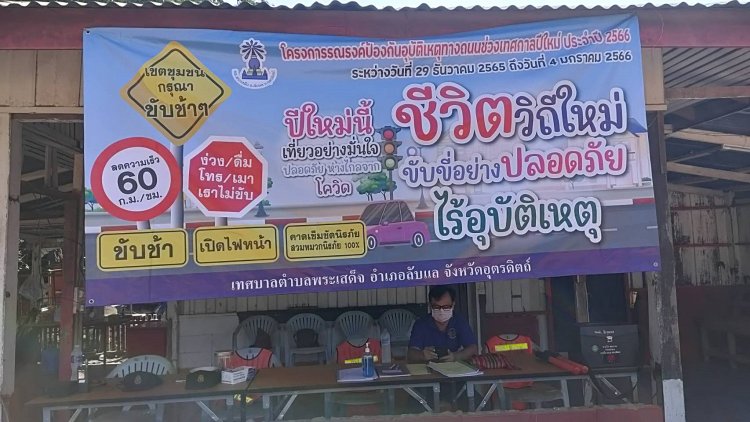 โครงการรณรงค์ป้องกันอุบัติเหตุทางถนนช่วงเทศกาลปีใหม่ ประจำปี 2566
ระหว่างวันที่ 29 ธันวาคม 2565 ถึงวันที่ 4 มกราคม 2566
เขตชุมชน
กรุณา
ขับช้าๆ
ลดความเร็ว
60
ก.ม./ชม.
ง่วง/ดื่ม
โทร/เมา
เราไม่ขับ
ขับช้า
เปิดไฟหน้า
คาดเข็มขัดนิรภัย
สวมหมวกนิรภัย 100%
ปีใหม่นี้
เที่ยวอย่างมั่นใจ
ปลอดภัย ห่างไกลจาก
โควิด
ชีวิตวิถีใหม่
ขับขี่อย่างปลอดภัย
ไร้อุบัติเหตุ
เทศบาลตำบลพระเสด็จ อำเภอลับแล จังหวัดอุตรดิตถ์